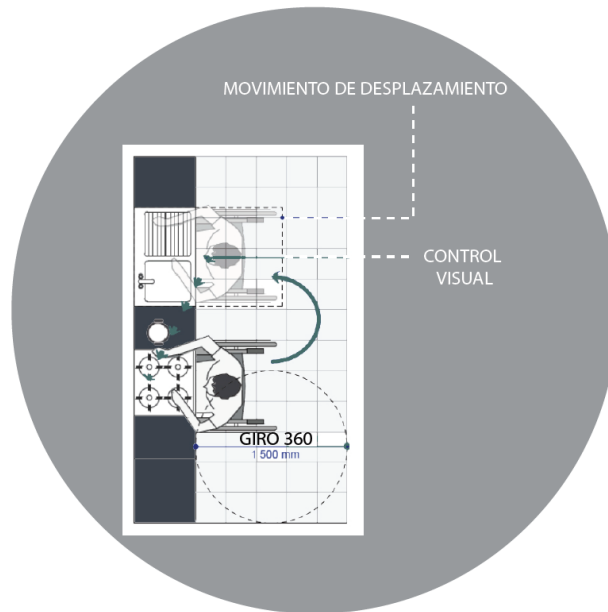 MOVIMIENTO DE DESPLAZAMIENTO
CONTROL
VISUAL
GIRO 360
1 500 mm